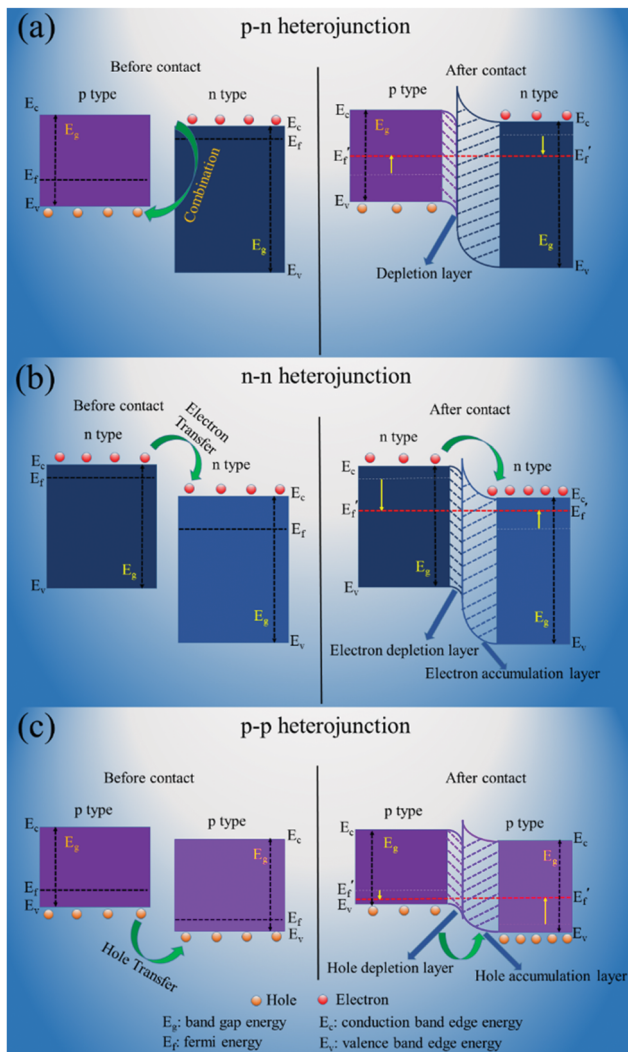 (a)
p-n heterojunction
Before contact
After contact
p type
n type
p type
n type
Ec
Eg
Ef
Ev
Combination
Ec
Ef
Eg
Ev
Ec
Eg
Ef'
Ev
Ec
Ef'
Eg
Ev
Depletion layer
(b)
n-n heterojunction
Before contact
Electron
Transfer
After contact
n type
n type
n type
n type
Ec
Ef
Eg
Ev
Ec
Ef
Eg
Ev
Ec
Ef'
Eg
Ev
Ec
Ef'
Eg
Ev
Electron depletion layer
Electron accumulation layer
(c)
p-p heterojunction
Before contact
After contact
p type
p type
p type
p type
Ec
Eg
Ef
Ev
Ec
Eg
Ef
Ev
Hole Transfer
Ec
Eg
Ef'
Ev
Ec
Eg
Ef'
Ev
Hole depletion layer
Hole accumulation layer
Hole
Electron
Eg: band gap energy
Ec: conduction band edge energy
Ef: fermi energy
Ev: valence band edge energy